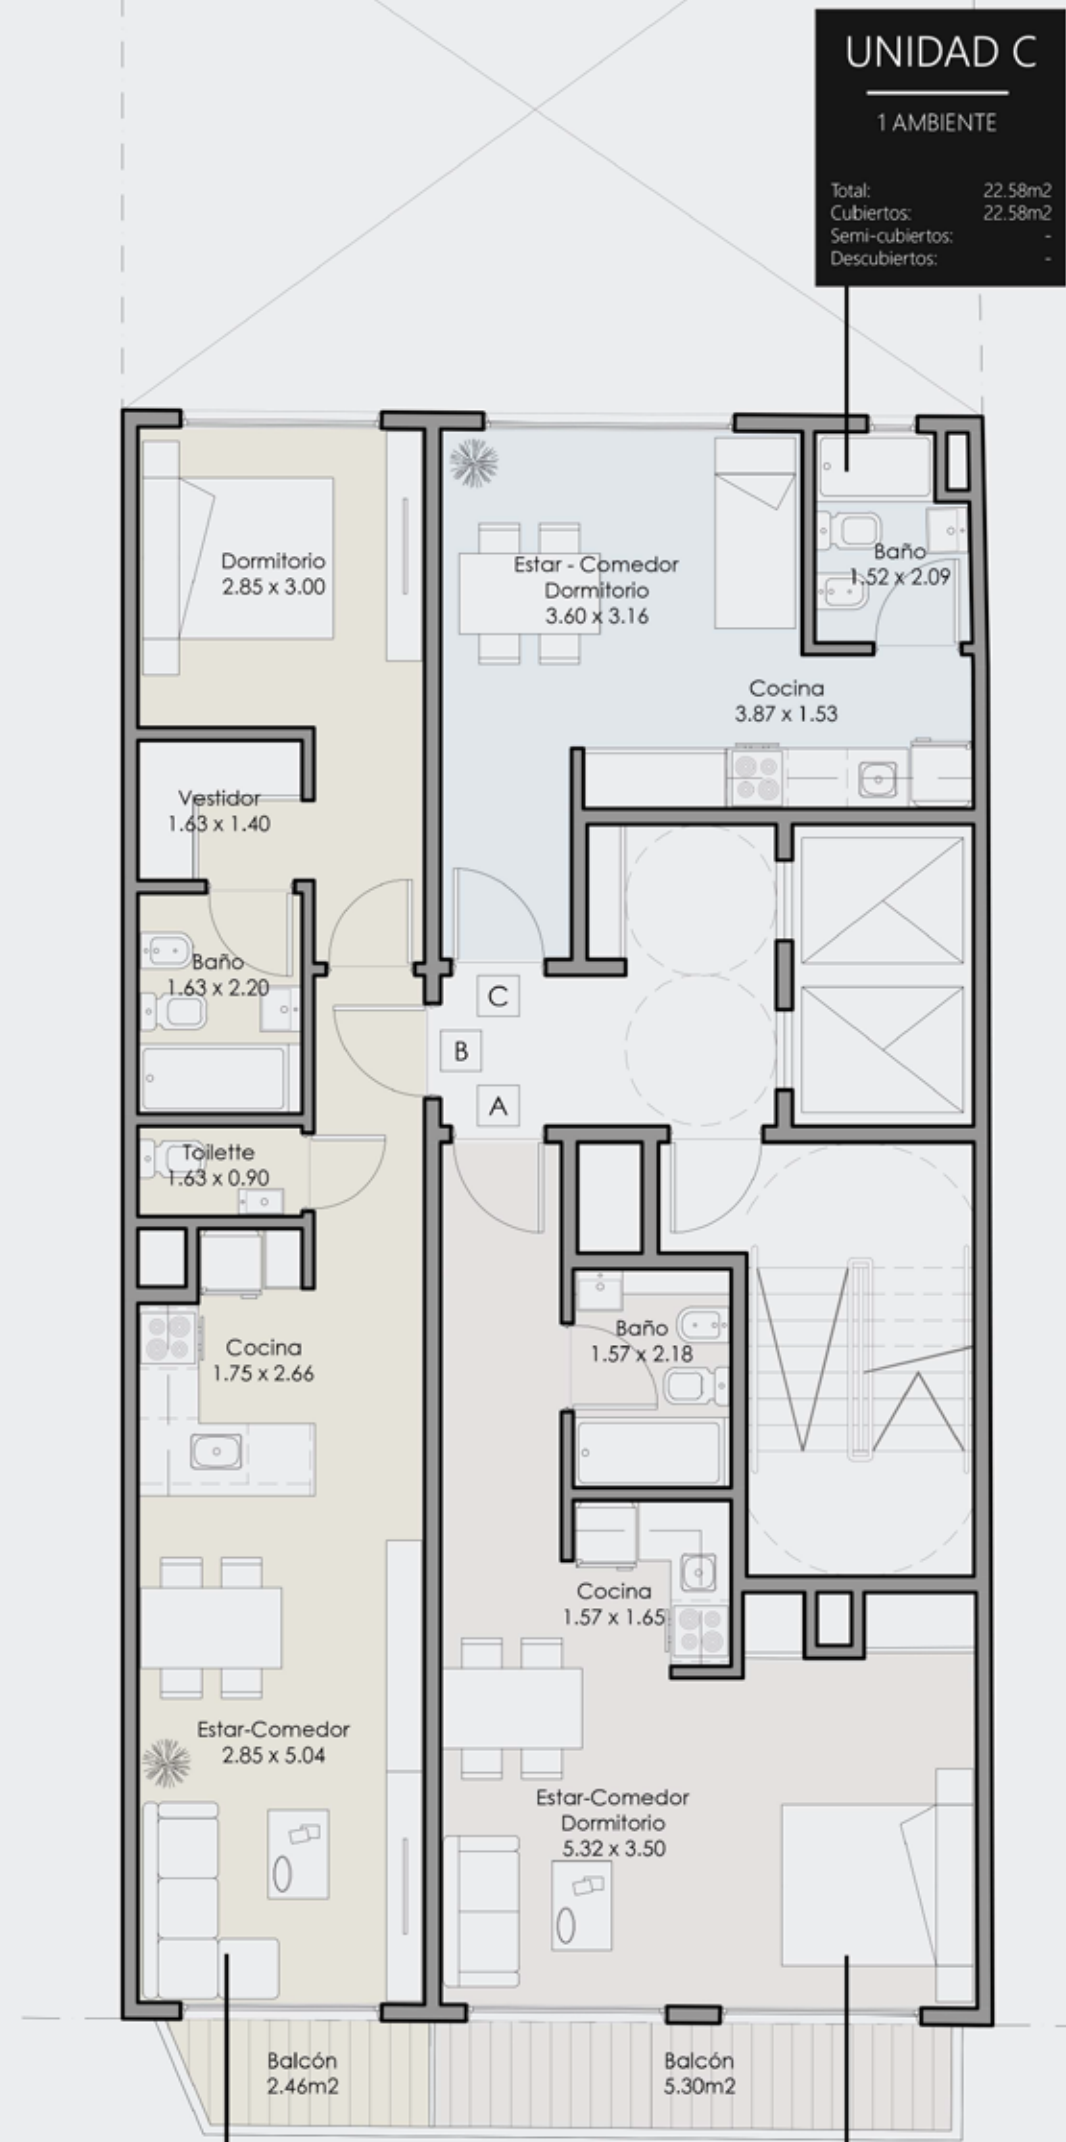 UNIDAD C
1 AMBIENTE
Total: 22.58m2
Cubiertos: 22.58m2
Semi-cubiertos: -
Descubiertos: -
Dormitorio
2.85 x 3.00
Estar - Comedor
Dormitorio
3.60 x 3.16
Baño
1.52 x 2.09
Cocina
3.87 x 1.53
Vestidor
1.63 x 1.40
Baño
1.63 x 2.20
C
B
A
Toilette
1.63 x 0.90
Cocina
1.75 x 2.66
Baño
1.57 x 2.18
Cocina
1.57 x 1.65
Estar-Comedor
2.85 x 5.04
Estar-Comedor
Dormitorio
5.32 x 3.50
Balcón
2.46m2
Balcón
5.30m2